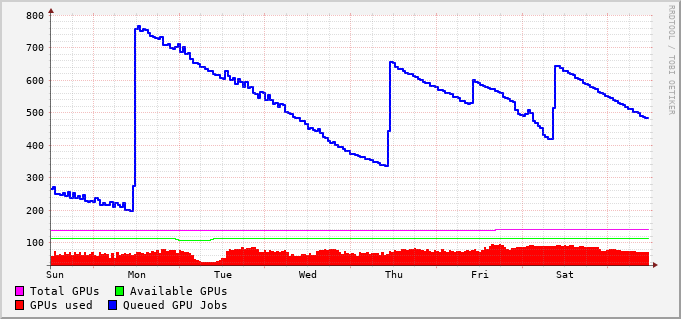 800
700
600
500
400
300
200
100
Sun Mon Tue Wed Thu Fri Sat
Total GPUs Available GPUs
GPUs used Queued GPU Jobs
RRDTOOL / TOBI OETIKER